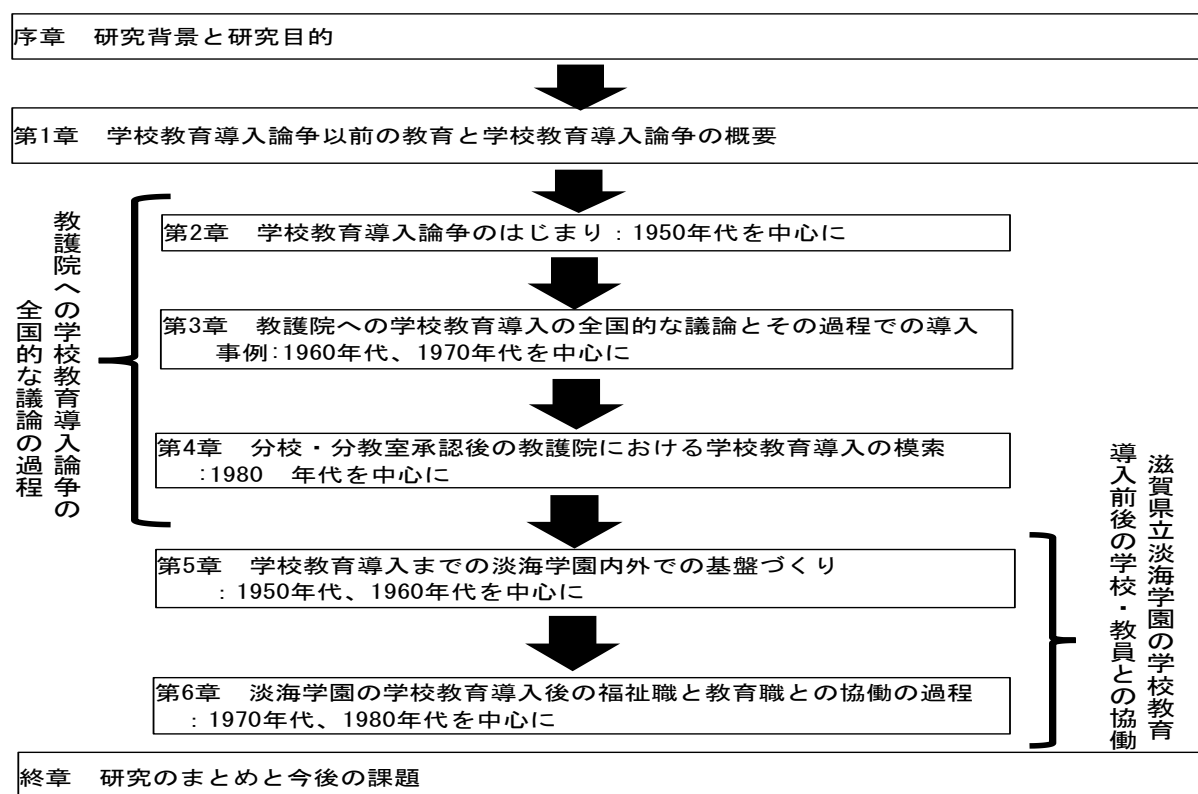 序章　研究背景と研究目的
第1章　学校教育導入論争以前の教育と学校教育導入論争の概要
教護院への学校教育導入論争の
全国的な議論の過程
第2章　学校教育導入論争のはじまり：1950年代を中心に
第3章　教護院への学校教育導入の全国的な議論とその過程での導入
事例:1960年代、1970年代を中心に
第4章　分校・分教室承認後の教護院における学校教育導入の模索
:1980　年代を中心に
滋賀県立淡海学園の学校教育
導入前後の学校・教員との協働
第5章　学校教育導入までの淡海学園内外での基盤づくり
：1950年代、1960年代を中心に
第6章　淡海学園の学校教育導入後の福祉職と教育職との協働の過程
：1970年代、1980年代を中心に
終章　研究のまとめと今後の課題